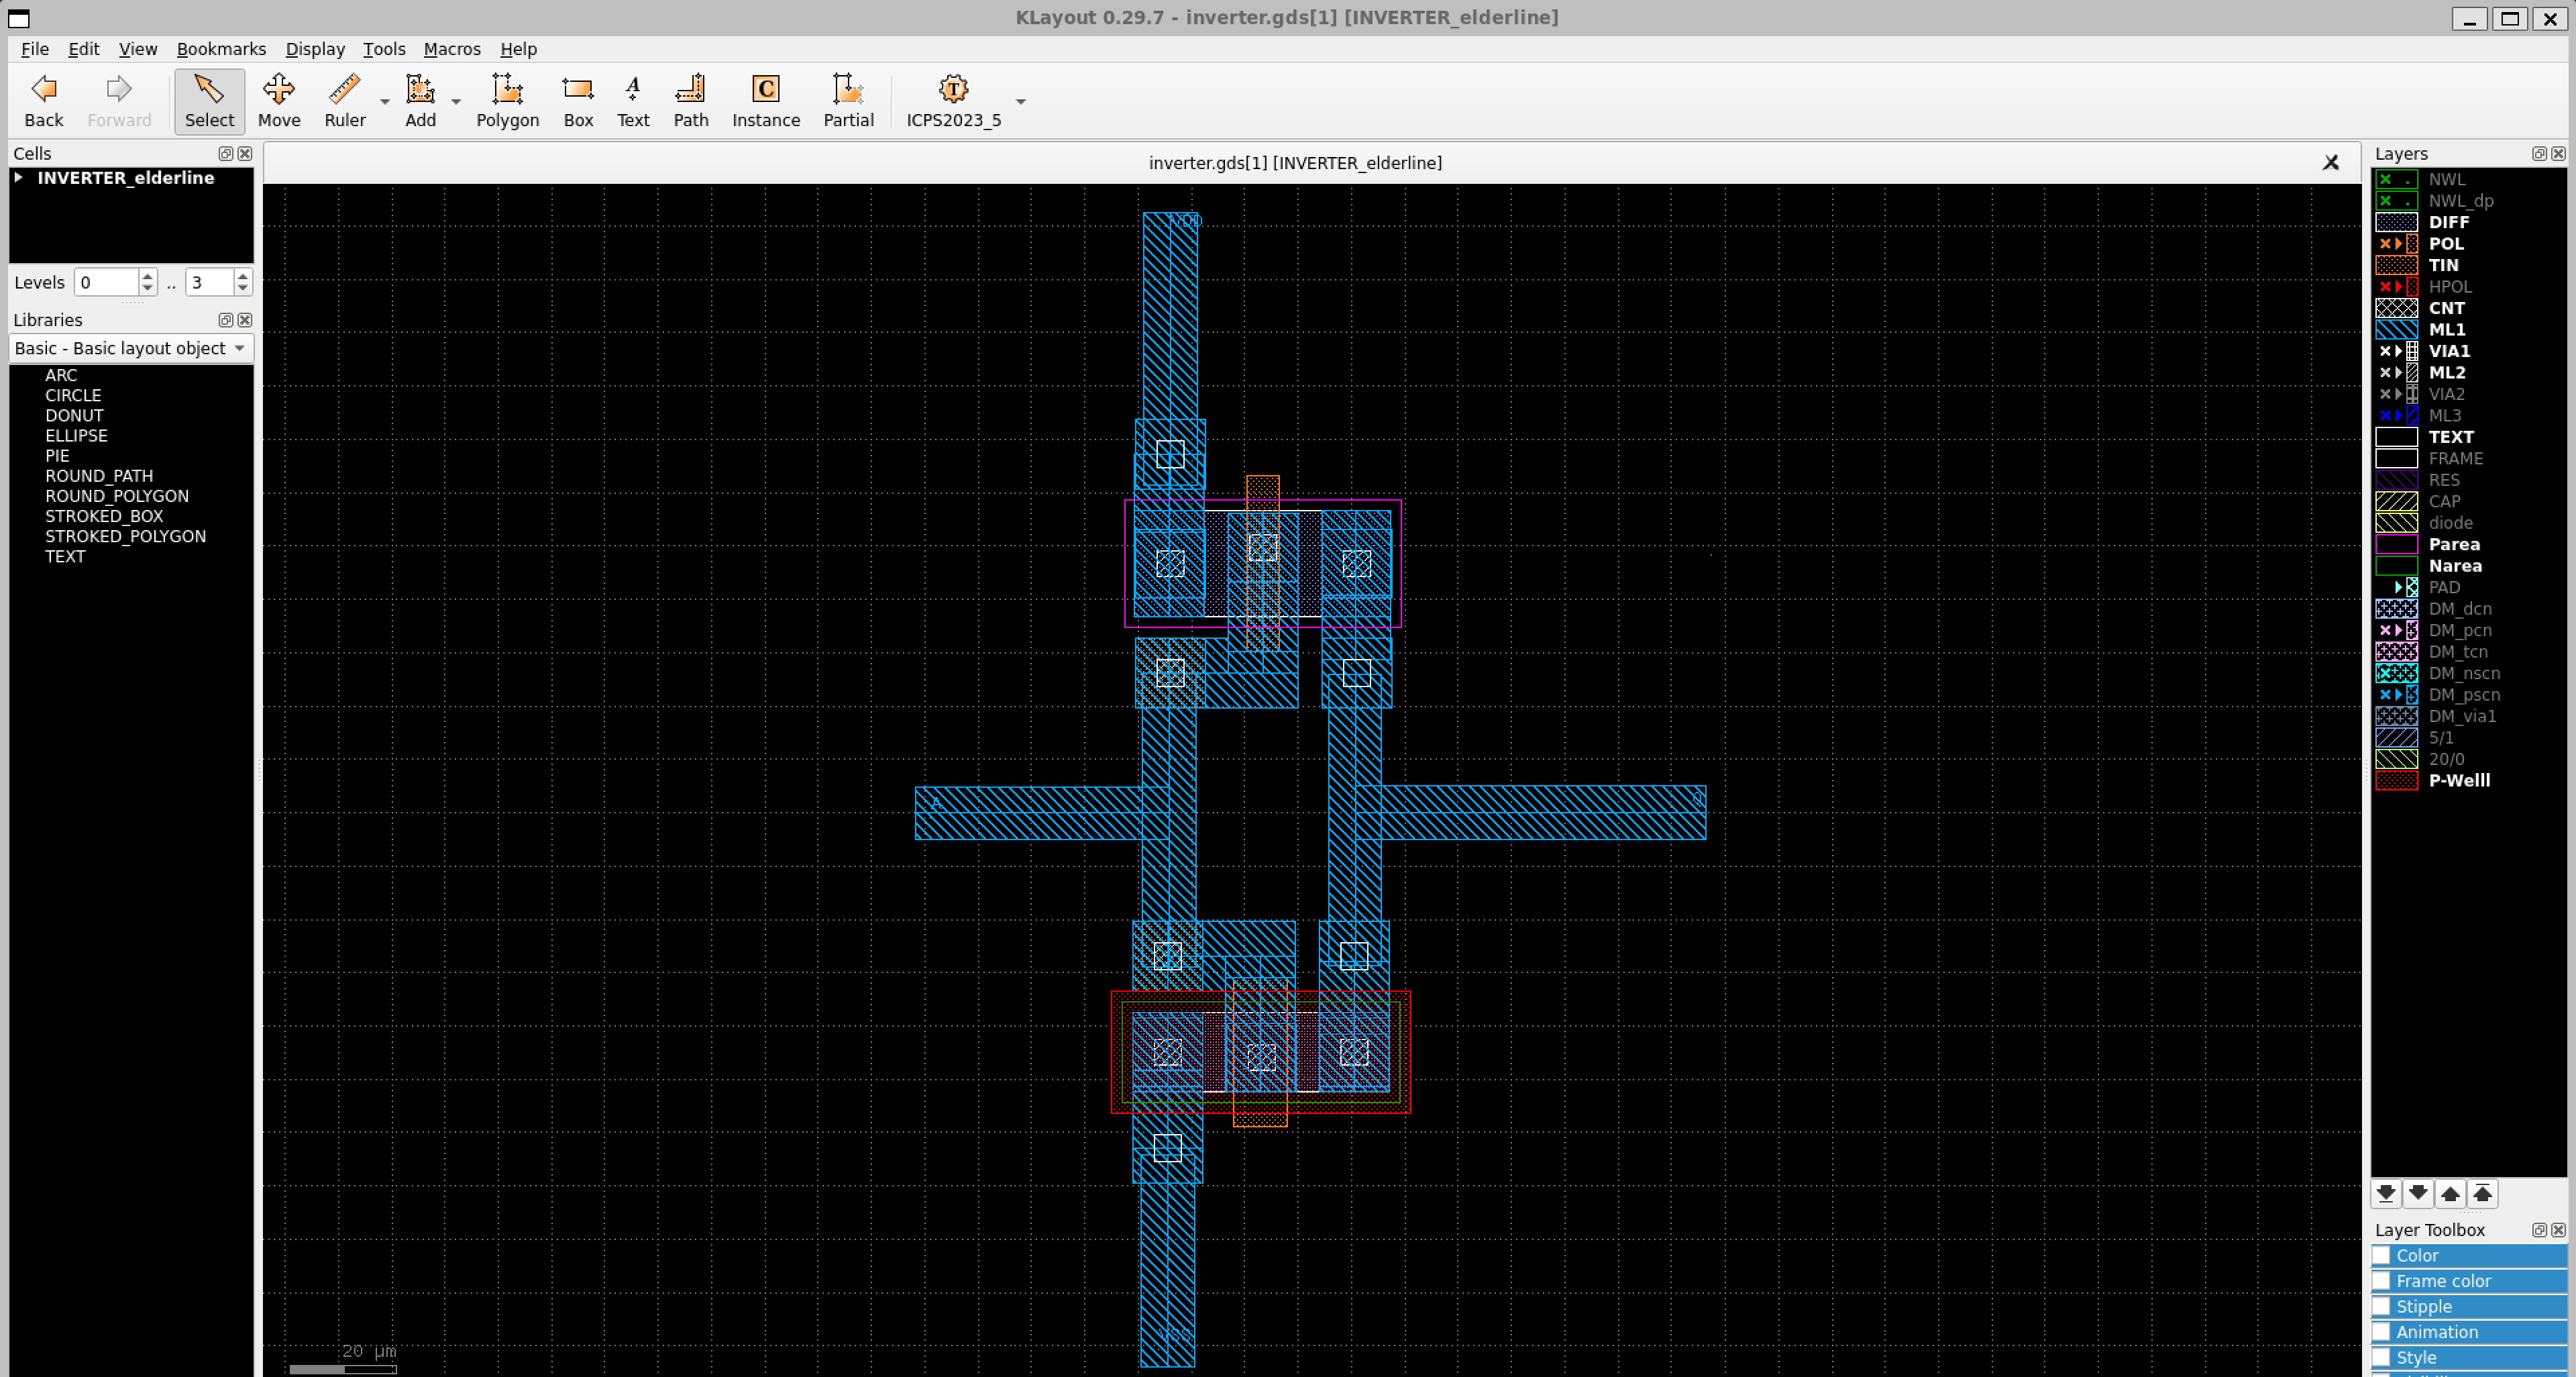 KLayout 0.29.7 - inverter.gds[1] [INVERTER_elderline]
File Edit View Bookmarks Display Tools Macros Help
Back Forward Select Move Ruler Add Polygon Box Text Path Instance Partial ICPS2023_5
Cells
INVERTER_elderline
Levels 0 .. 3
Libraries
Basic - Basic layout object
ARC
CIRCLE
DONUT
ELLIPSE
PIE
ROUND_PATH
ROUND_POLYGON
STROKED_BOX
STROKED_POLYGON
TEXT
inverter.gds[1] [INVERTER_elderline]
A
VSS
20 µm
Layers
NWL
NWL_dp
DIFF
POL
TIN
HPOL
CNT
ML1
VIA1
ML2
VIA2
ML3
TEXT
FRAME
RES
CAP
diode
Parea
Narea
PAD
DM_dcn
DM_pcn
DM_tcn
DM_nscn
DM_pscn
DM_via1
5/1
20/0
P-Welll
Layer Toolbox
Color
Frame color
Stipple
Animation
Style